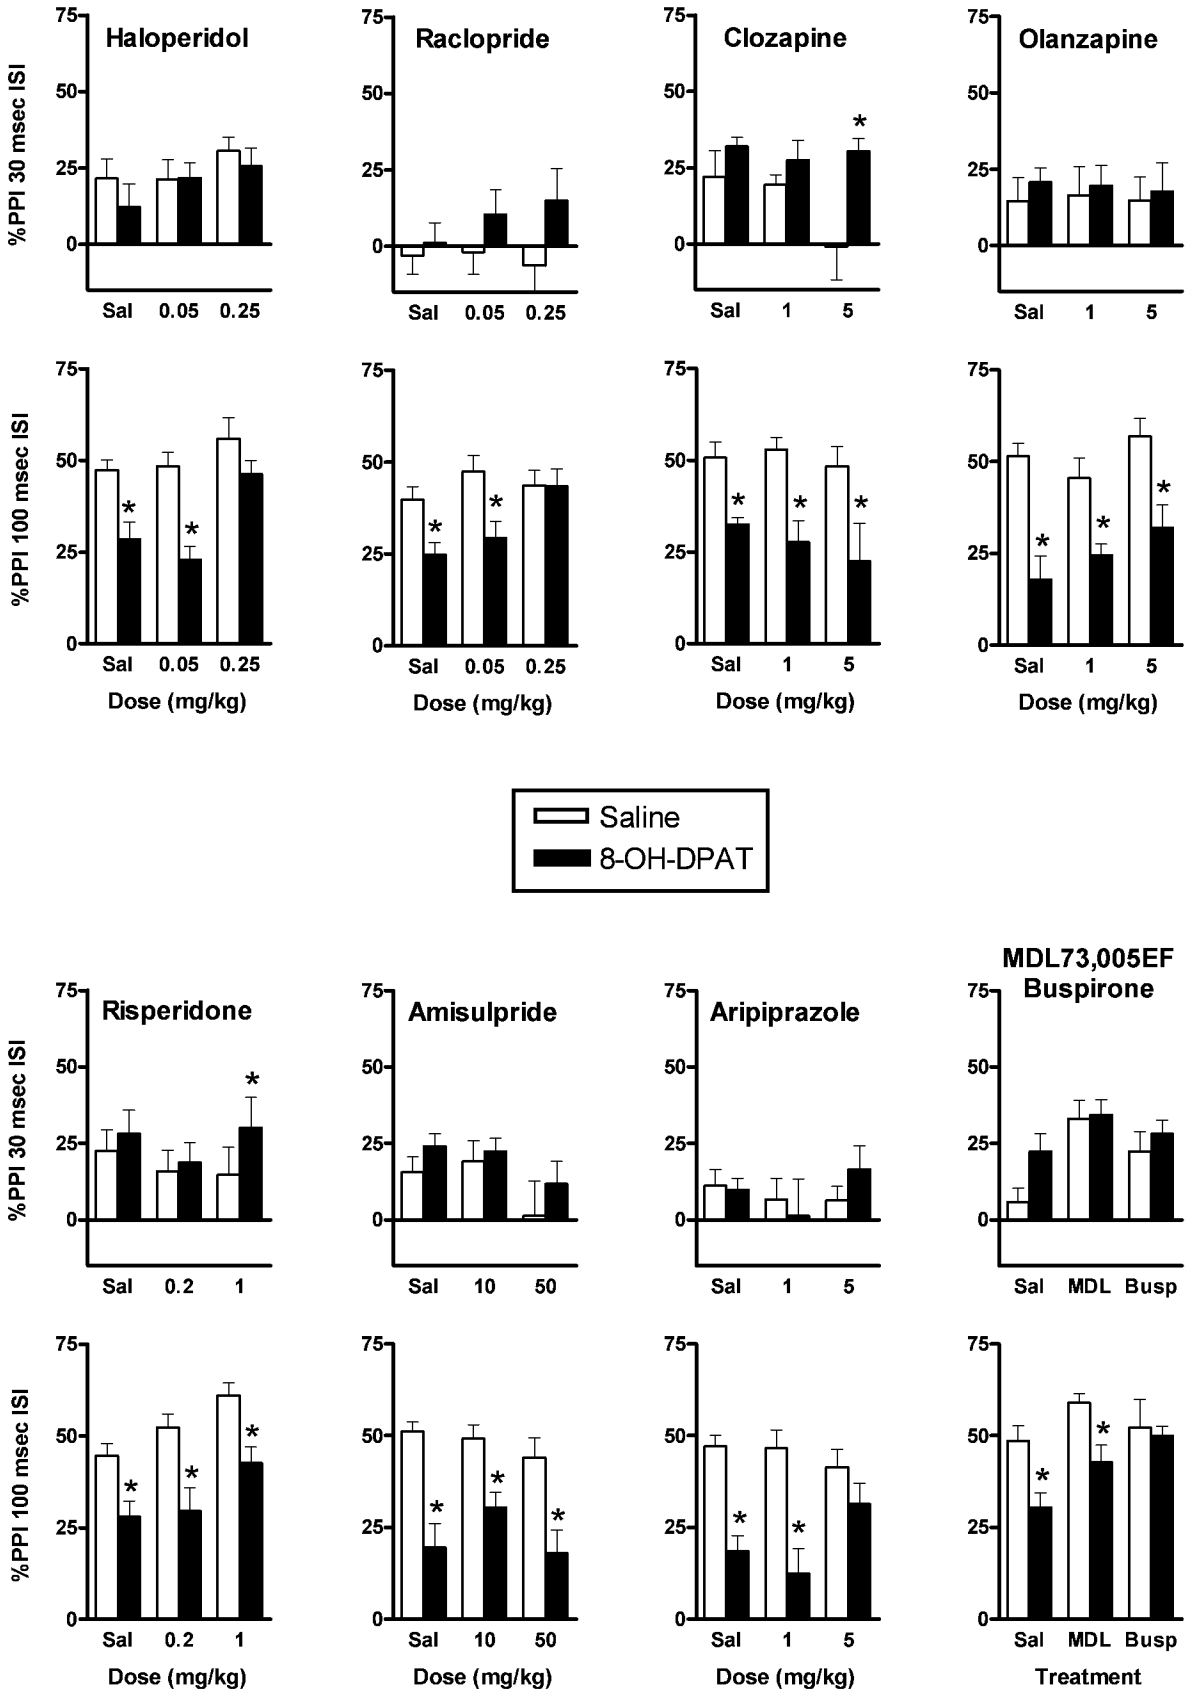 Haloperidol
Raclopride
Clozapine
Olanzapine
%PPI 30 msec ISI
75
50
25
0
Sal 0.05 0.25
75
50
25
0
Sal 0.05 0.25
75
50
25
0
*
Sal 1 5
75
50
25
0
Sal 1 5
%PPI 100 msec ISI
75
50
25
0
* *
Sal 0.05 0.25
Dose (mg/kg)
75
50
25
0
* *
Sal 0.05 0.25
Dose (mg/kg)
75
50
25
0
* * *
Sal 1 5
Dose (mg/kg)
75
50
25
0
* * *
Sal 1 5
Dose (mg/kg)
Saline
8-OH-DPAT
Risperidone
Amisulpride
Aripiprazole
MDL73,005EF
Buspirone
%PPI 30 msec ISI
75
50
25
0
*
Sal 0.2 1
75
50
25
0
Sal 10 50
75
50
25
0
Sal 1 5
75
50
25
0
Sal MDL Busp
%PPI 100 msec ISI
75
50
25
0
* * *
Sal 0.2 1
Dose (mg/kg)
75
50
25
0
* * *
Sal 10 50
Dose (mg/kg)
75
50
25
0
* *
Sal 1 5
Dose (mg/kg)
75
50
25
0
* *
Sal MDL Busp
Treatment